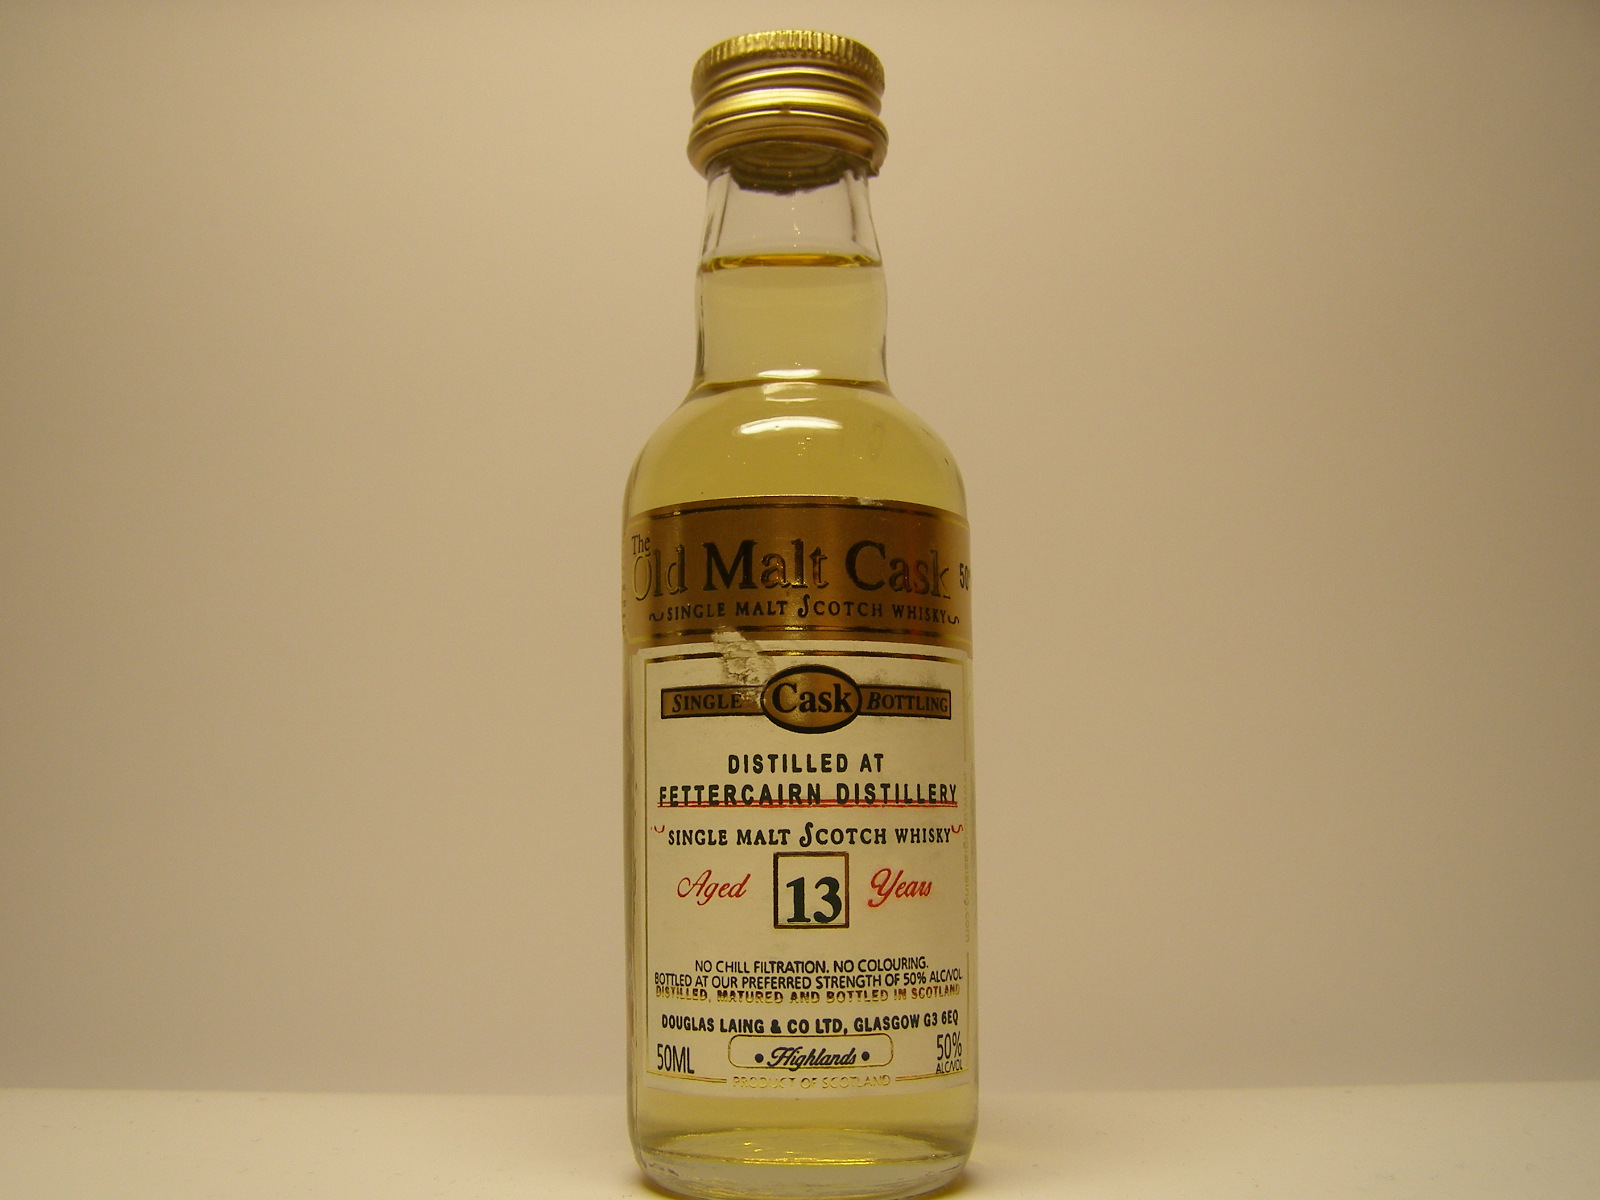 The
Old Malt Cask 50
SINGLE MALT SCOTCH WHISKY
SINGLE Cask BOTTLING
DISTILLED AT
FETTERCAIRN DISTILLERY
SINGLE MALT SCOTCH WHISKY
Aged 13 Years
NO CHILL FILTRATION. NO COLOURING.
BOTTLED AT OUR PREFERRED STRENGTH OF 50% ALC/VOL
DISTILLED, MATURED AND BOTTLED IN SCOTLAND
DOUGLAS LAING & CO LTD, GLASGOW G3 6EQ
50ML • Highlands • 50%
ALC/VOL
PRODUCT OF SCOTLAND